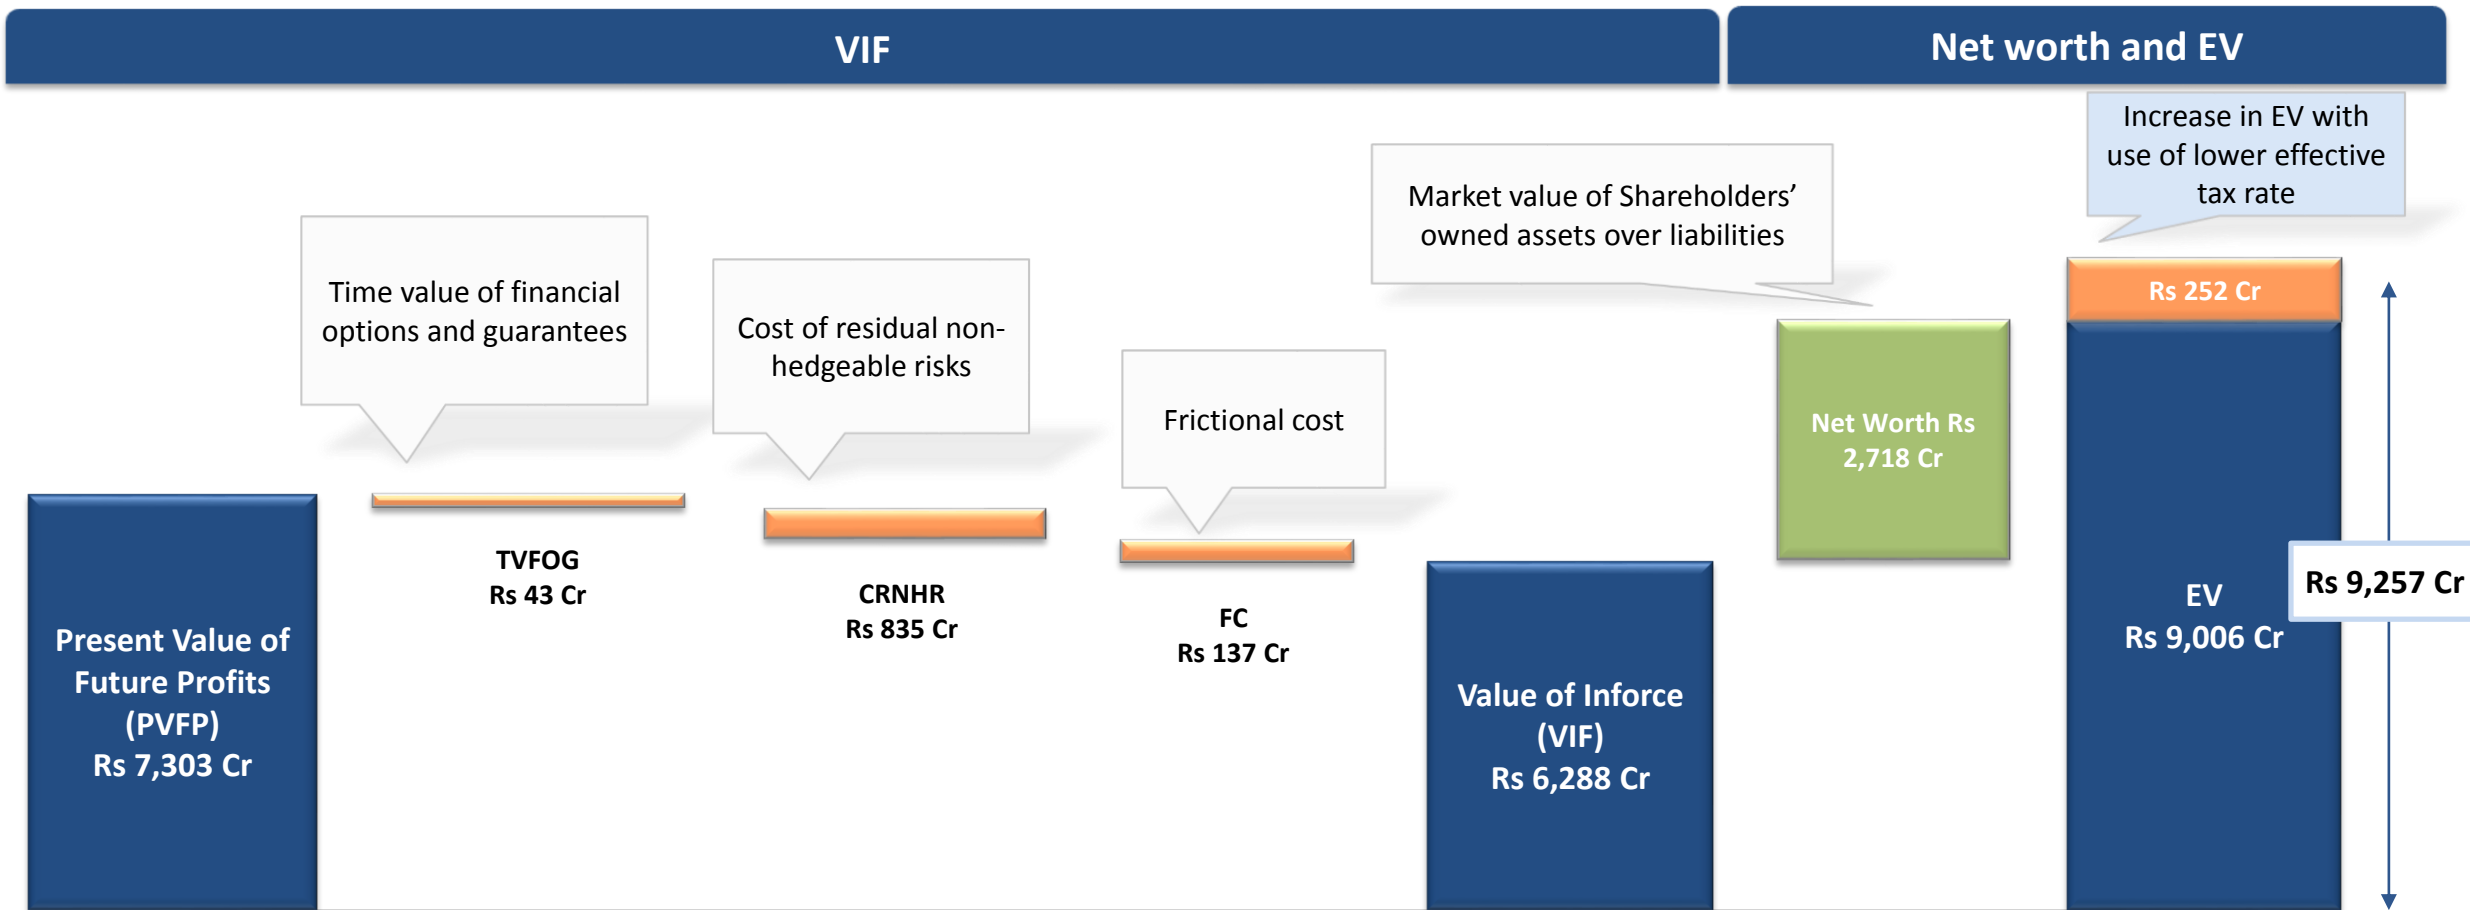 VIF
Net worth and EV
Increase in EV with
use of lower effective
tax rate
Market value of Shareholders’
owned assets over liabilities
Time value of financial
options and guarantees
Cost of residual non-
hedgeable risks
Frictional cost
Rs 252 Cr
Net Worth Rs
2,718 Cr
TVFOG
Rs 43 Cr
CRNHR
Rs 835 Cr
FC
Rs 137 Cr
Present Value of
Future Profits
(PVFP)
Rs 7,303 Cr
Value of Inforce
(VIF)
Rs 6,288 Cr
EV
Rs 9,006 Cr
Rs 9,257 Cr